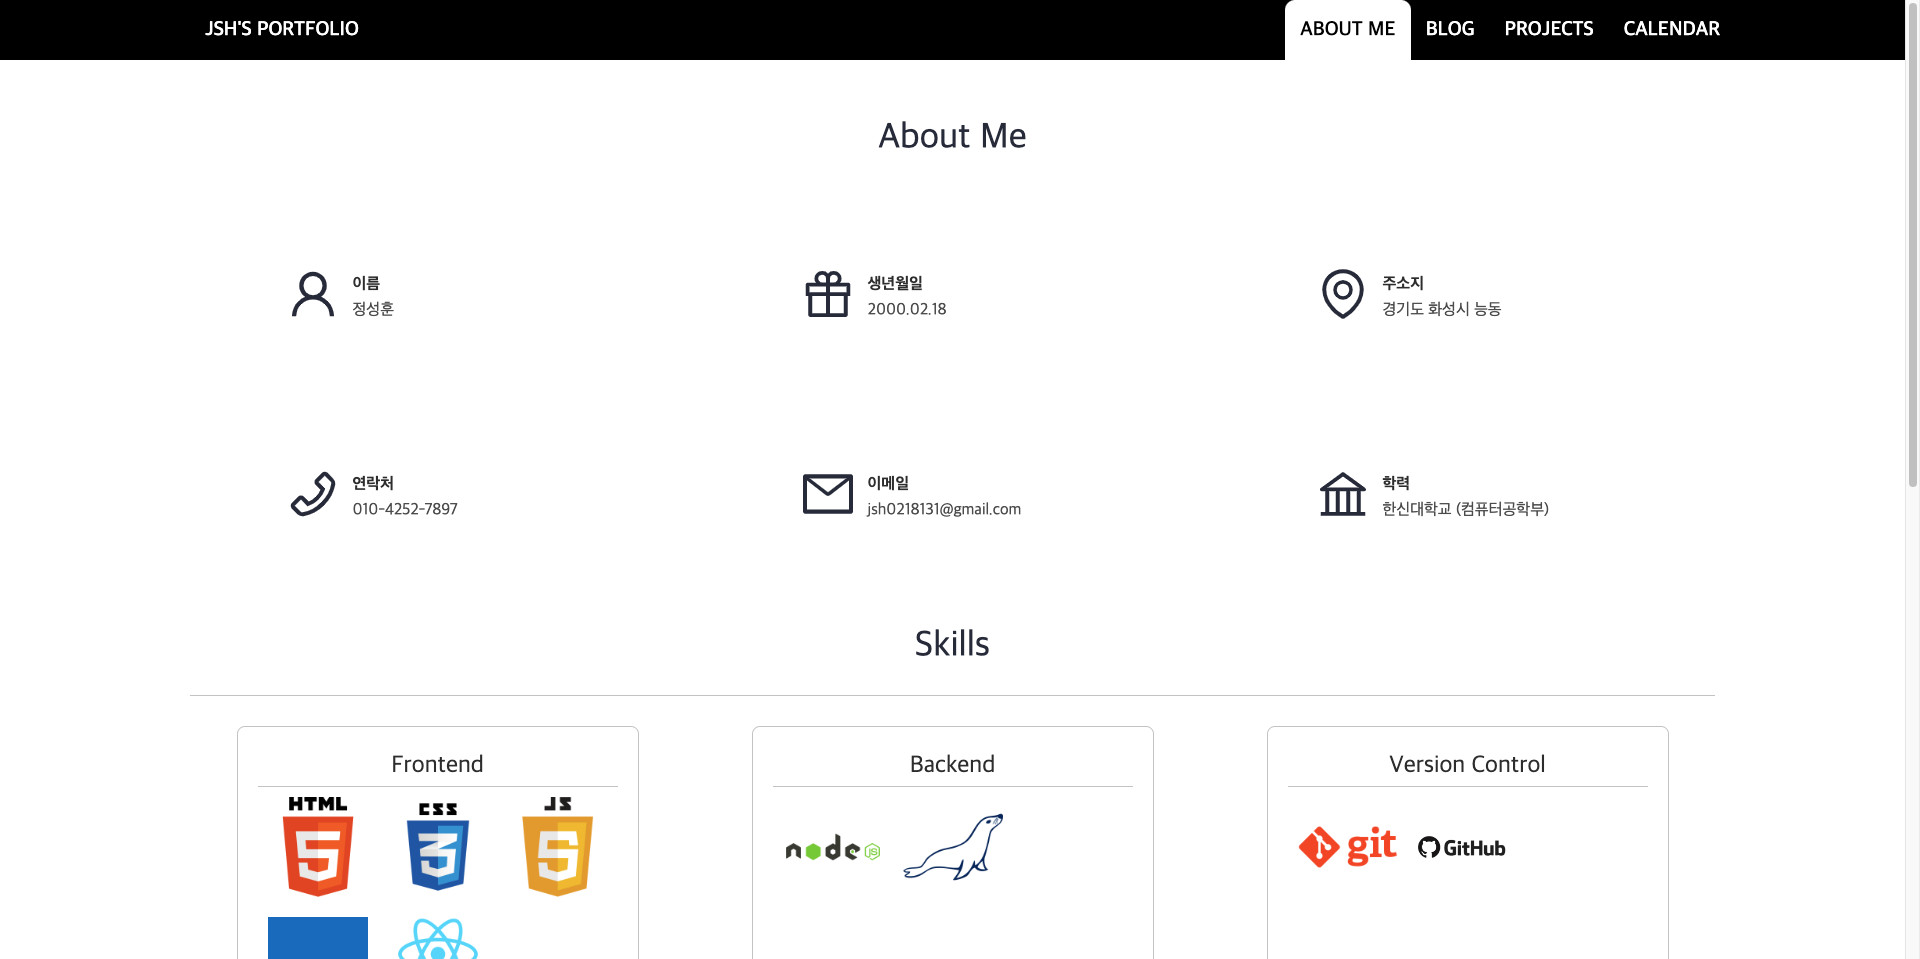 JSH'S PORTFOLIO
ABOUT ME
BLOG
PROJECTS
CALENDAR
About Me
이름
정성훈
생년월일
2000.02.18
주소지
경기도 화성시 능동
연락처
010-4252-7897
이메일
jsh0218131@gmail.com
학력
한신대학교 (컴퓨터공학부)
Skills
Frontend
HTML
5
CSS
3
JS
5
Backend
node
JS
Version Control
git
GitHub